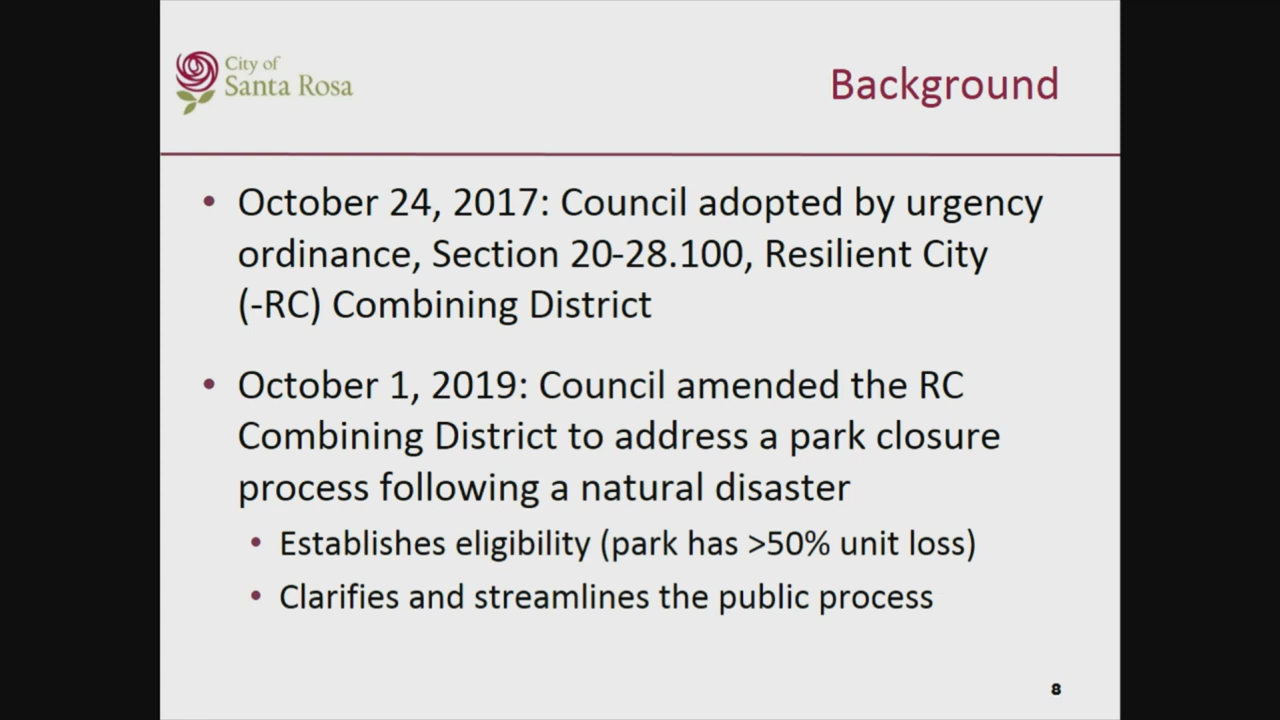 City of
Santa Rosa
Background
• October 24, 2017: Council adopted by urgency
ordinance, Section 20-28.100, Resilient City
(-RC) Combining District
• October 1, 2019: Council amended the RC
Combining District to address a park closure
process following a natural disaster
• Establishes eligibility (park has >50% unit loss)
• Clarifies and streamlines the public process
8